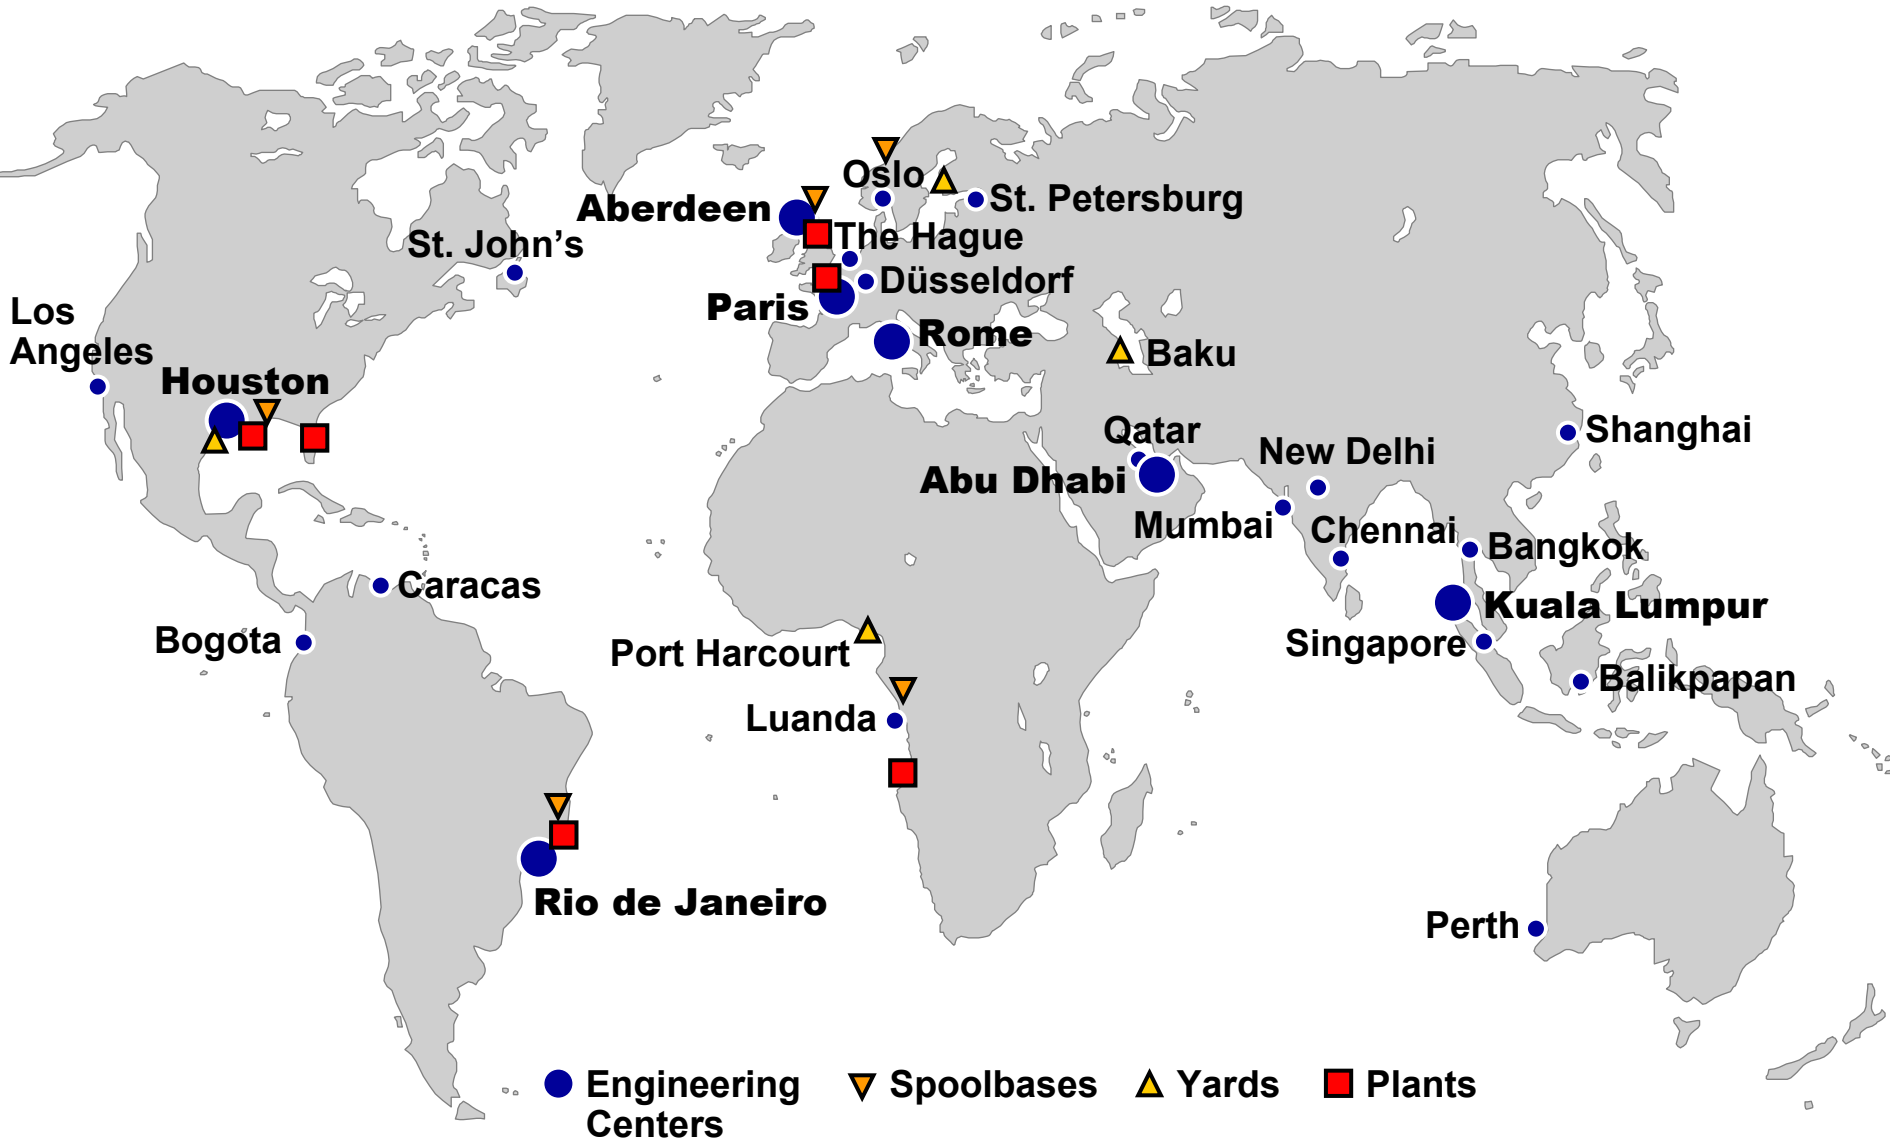 Oslo
St. Petersburg
Aberdeen
The Hague
St. John’s
Düsseldorf
Paris
Rome
Los
Angeles
Baku
Houston
Qatar
Shanghai
New Delhi
Abu Dhabi
Mumbai
Chennai
Bangkok
Caracas
Kuala Lumpur
Bogota
Port Harcourt
Singapore
Balikpapan
Luanda
Rio de Janeiro
Perth
Engineering
Centers
Spoolbases
Yards
Plants